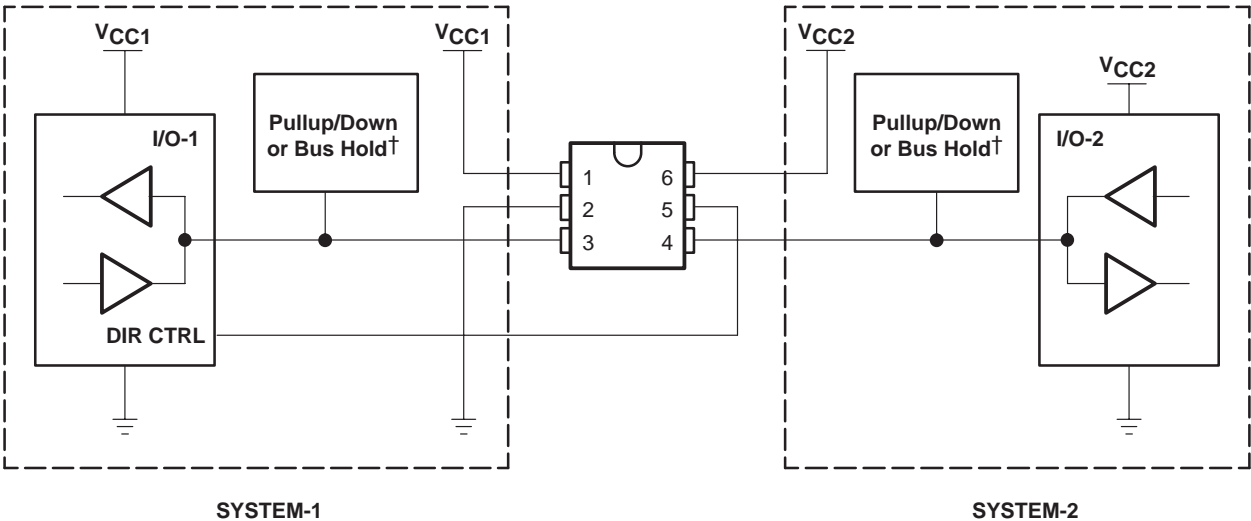 VCC1
VCC1
VCC2
VCC2
I/O-1
Pullup/Down
or Bus Hold†
Pullup/Down
or Bus Hold†
I/O-2
1 6
2 5
3 4
DIR CTRL
SYSTEM-1
SYSTEM-2